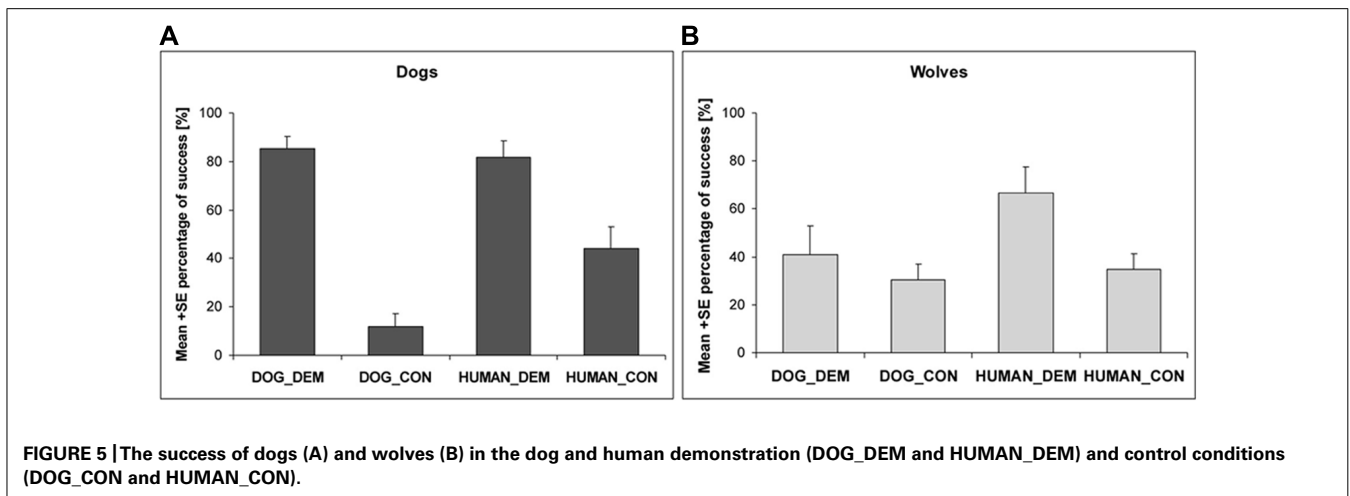 A
B
Dogs
Mean +SE percentage of success [%]
100
80
60
40
20
0
DOG_DEM DOG_CON HUMAN_DEM HUMAN_CON
Wolves
Mean +SE percentage of success [%]
100
80
60
40
20
0
DOG_DEM DOG_CON HUMAN_DEM HUMAN_CON
FIGURE 5 | The success of dogs (A) and wolves (B) in the dog and human demonstration (DOG_DEM and HUMAN_DEM) and control conditions
(DOG_CON and HUMAN_CON).